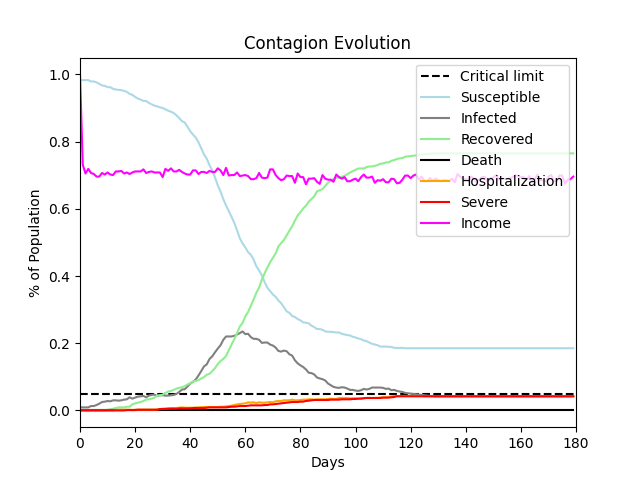 Contagion Evolution
1.0
0.8
0.6
0.4
0.2
0.0
% of Population
Critical limit
Susceptible
Infected
Recovered
Death
Hospitalization
Severe
Income
0 20 40 60 80 100 120 140 160 180
Days